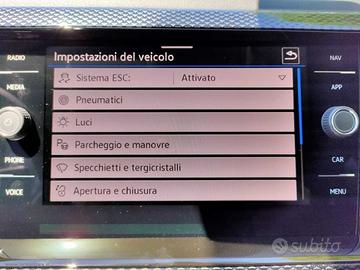 Impostazioni del veicolo
RADIO
NAV
Sistema ESC: Attivato
MEDIA
Pneumatici
APP
Luci
Parcheggio e manovre
PHONE
CAR
Specchietti e tergicristalli
VOICE
Apertura e chiusura
MENU
subito